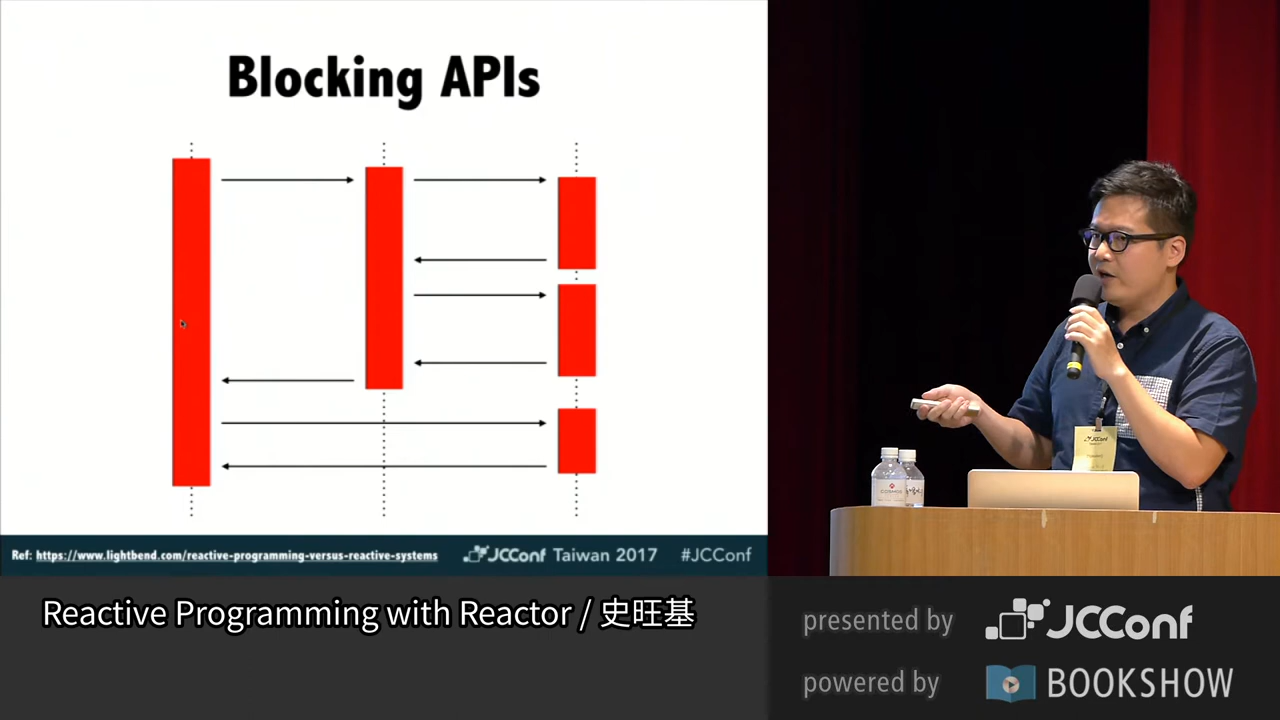 Blocking APIs
Ref: https://www.lightbend.com/reactive-programming-versus-reactive-systems
JCConf Taiwan 2017 #JCConf
Reactive Programming with Reactor / 史旺基
presented by JCConf
powered by BOOKSHOW
JCConf